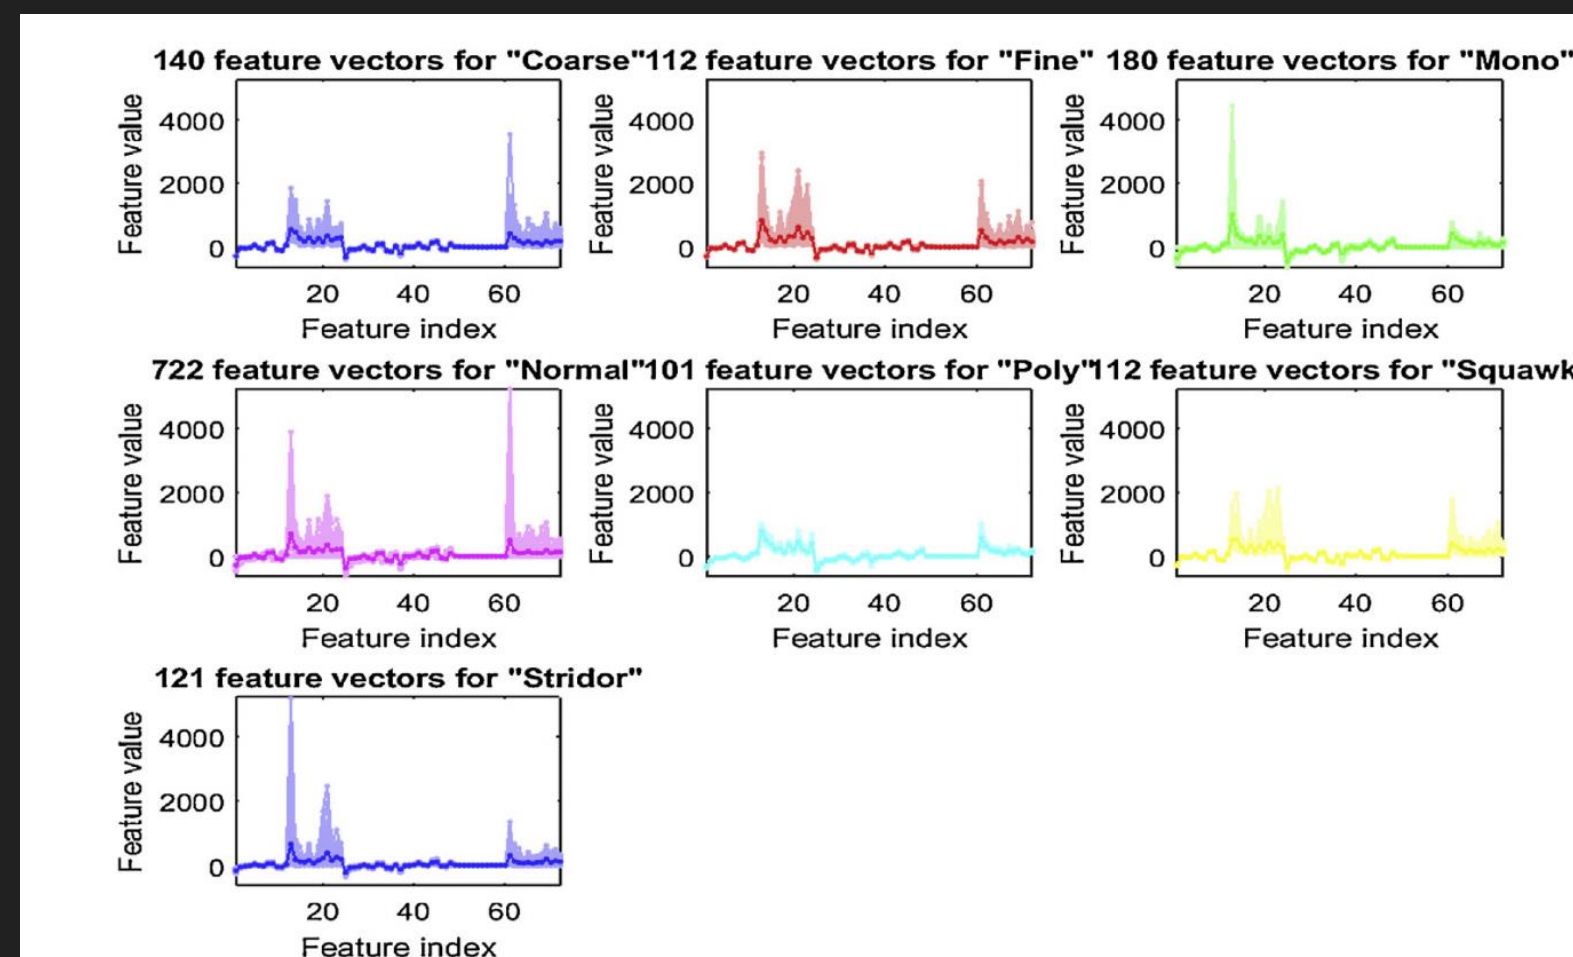 140 feature vectors for "Coarse"
112 feature vectors for "Fine"
180 feature vectors for "Mono"
Feature value
4000
2000
0
20 40 60
Feature index
Feature value
4000
2000
0
20 40 60
Feature index
Feature value
4000
2000
0
20 40 60
Feature index
722 feature vectors for "Normal"
101 feature vectors for "Poly"
112 feature vectors for "Squawk
Feature value
4000
2000
0
20 40 60
Feature index
Feature value
4000
2000
0
20 40 60
Feature index
Feature value
4000
2000
0
20 40 60
Feature index
121 feature vectors for "Stridor"
Feature value
4000
2000
0
20 40 60
Feature index